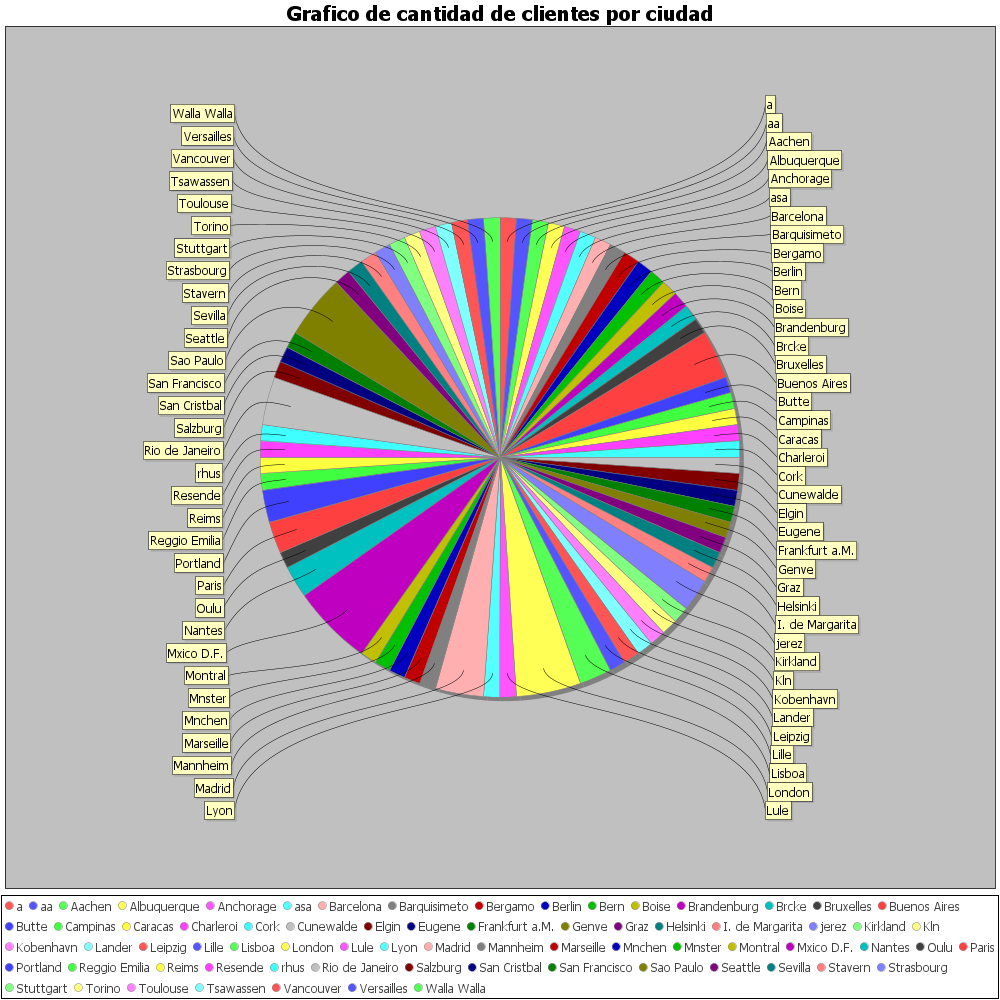 Grafico de cantidad de clientes por ciudad
Walla Walla
Versailles
Vancouver
Tsawassen
Toulouse
Torino
Stuttgart
Strasbourg
Stavern
Sevilla
Seattle
Sao Paulo
San Francisco
San Cristbal
Salzburg
Rio de Janeiro
rhus
Resende
Reims
Reggio Emilia
Portland
Paris
Oulu
Nantes
Mxico D.F.
Montral
Mnster
Mnchen
Marseille
Mannheim
Madrid
Lyon
a
aa
Aachen
Albuquerque
Anchorage
asa
Barcelona
Barquisimeto
Bergamo
Berlin
Bern
Boise
Brandenburg
Brcke
Bruxelles
Buenos Aires
Butte
Campinas
Caracas
Charleroi
Cork
Cunewalde
Elgin
Eugene
Frankfurt a.M.
Genve
Graz
Helsinki
I. de Margarita
jerez
Kirkland
Kln
Kobenhavn
Lander
Leipzig
Lille
Lisboa
London
Lule
a aa Aachen Albuquerque Anchorage asa Barcelona Barquisimeto Bergamo Berlin Bern Boise Brandenburg Brcke Bruxelles Buenos Aires
Butte Campinas Caracas Charleroi Cork Cunewalde Elgin Eugene Frankfurt a.M. Genve Graz Helsinki I. de Margarita jerez Kirkland Kln
Kobenhavn Lander Leipzig Lille Lisboa London Lule Lyon Madrid Mannheim Marseille Mnchen Mnster Montral Mxico D.F. Nantes Oulu Paris
Portland Reggio Emilia Reims Resende rhus Rio de Janeiro Salzburg San Cristbal San Francisco Sao Paulo Seattle Sevilla Stavern Strasbourg
Stuttgart Torino Toulouse Tsawassen Vancouver Versailles Walla Walla